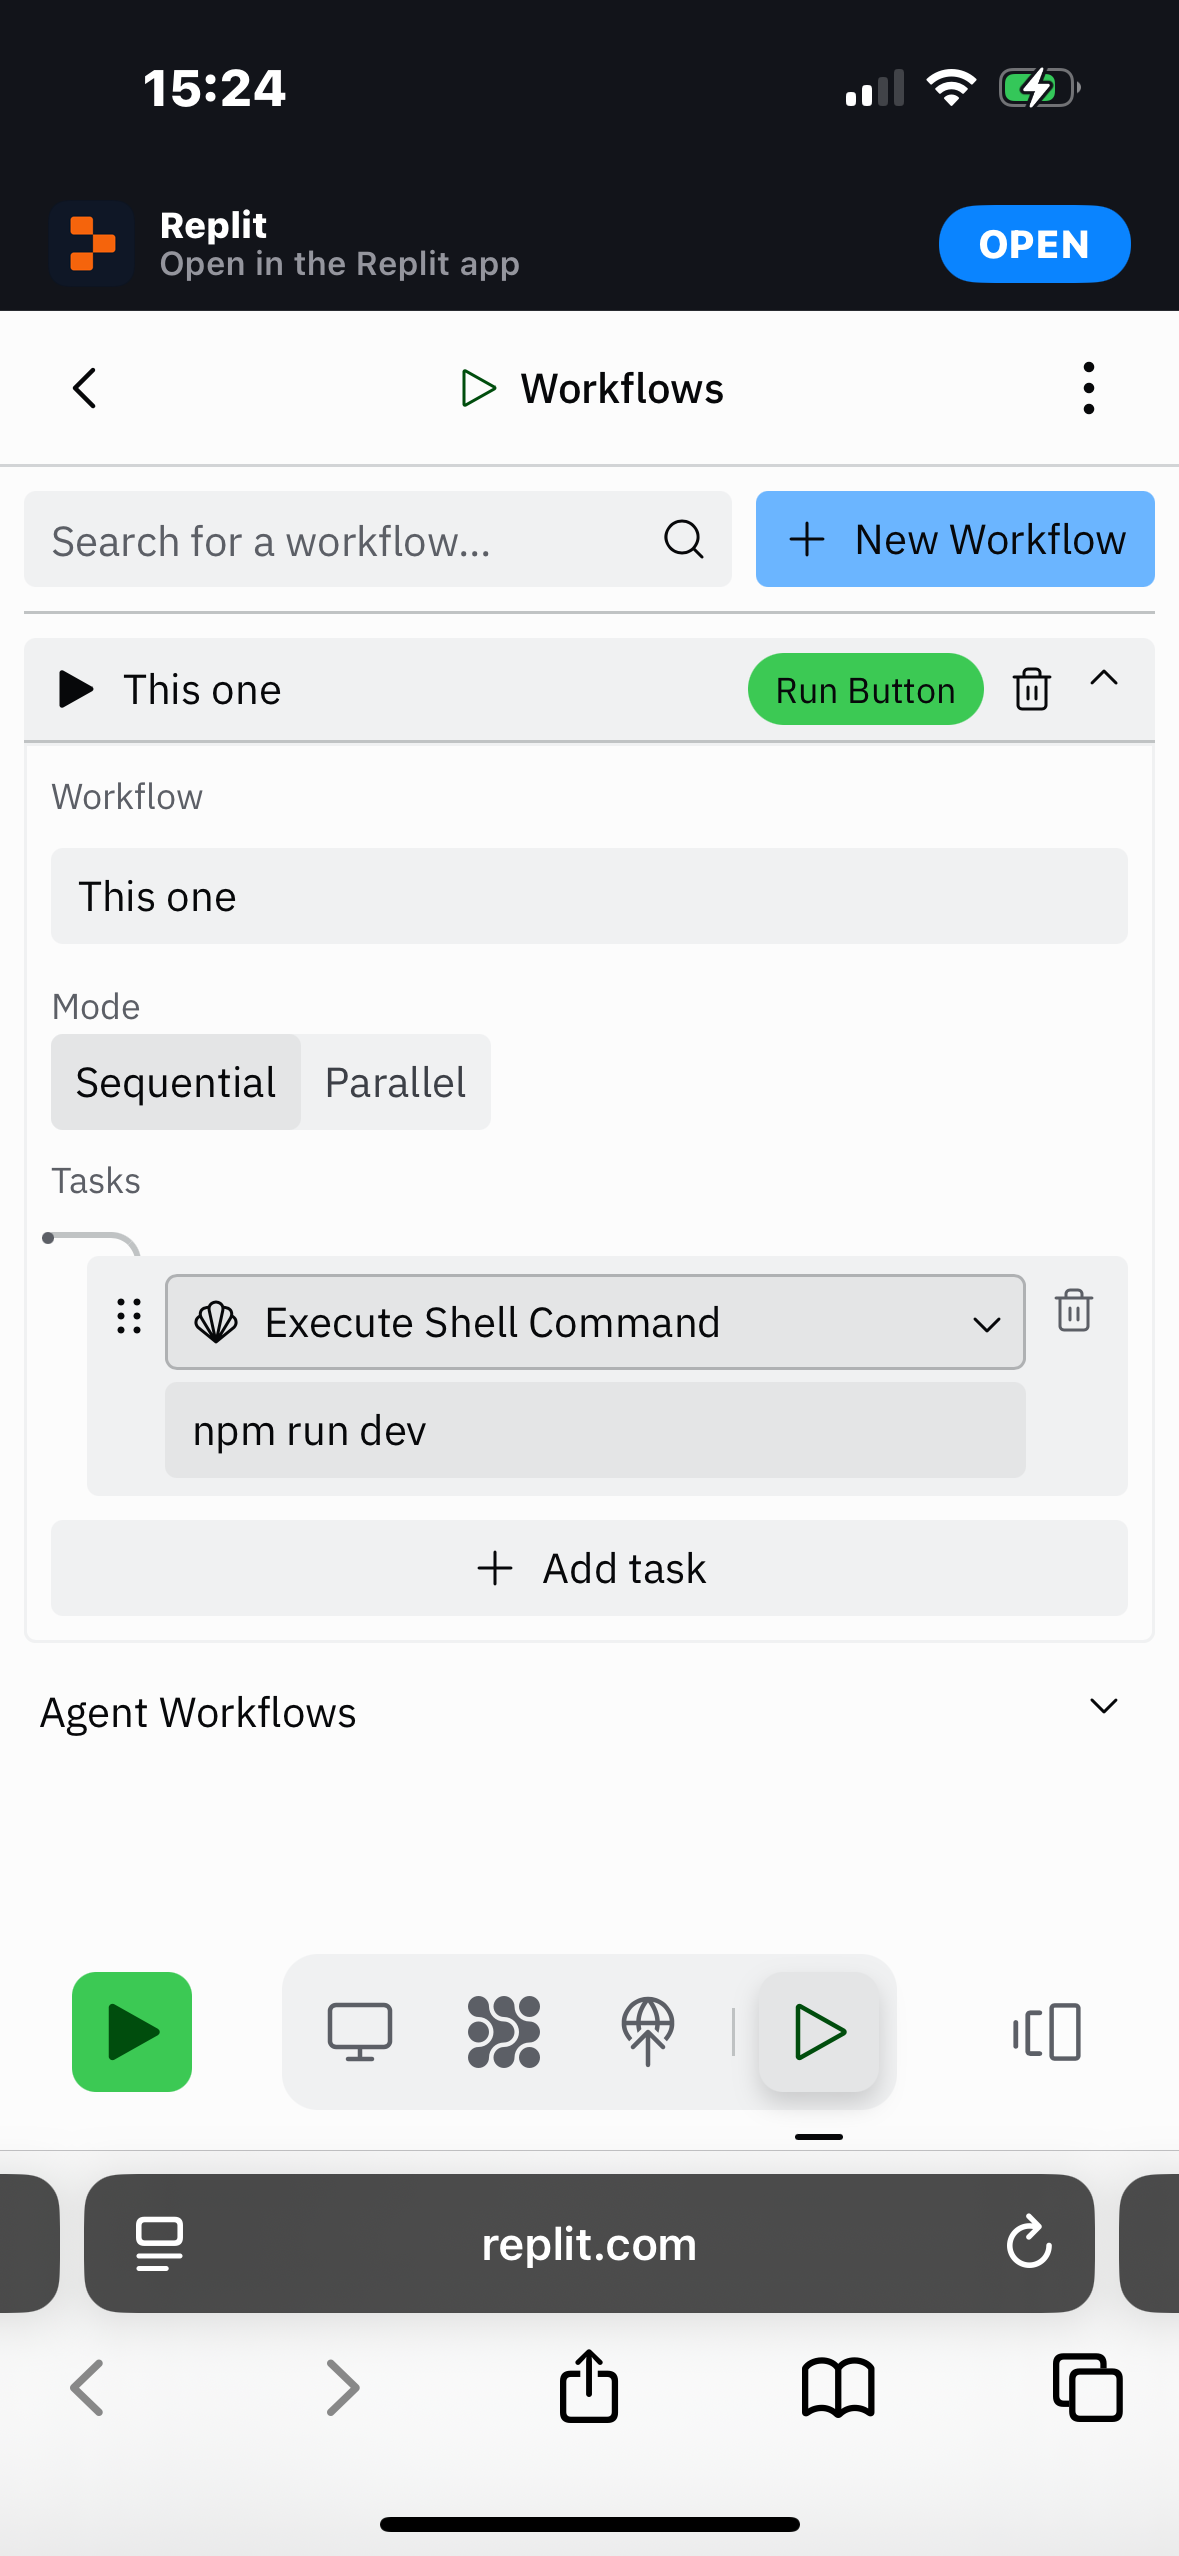 15:24
Replit
Open in the Replit app
OPEN
Workflows
Search for a workflow...
New Workflow
This one
Run Button
Workflow
This one
Mode
Sequential
Parallel
Tasks
Execute Shell Command
npm run dev
Add task
Agent Workflows
replit.com